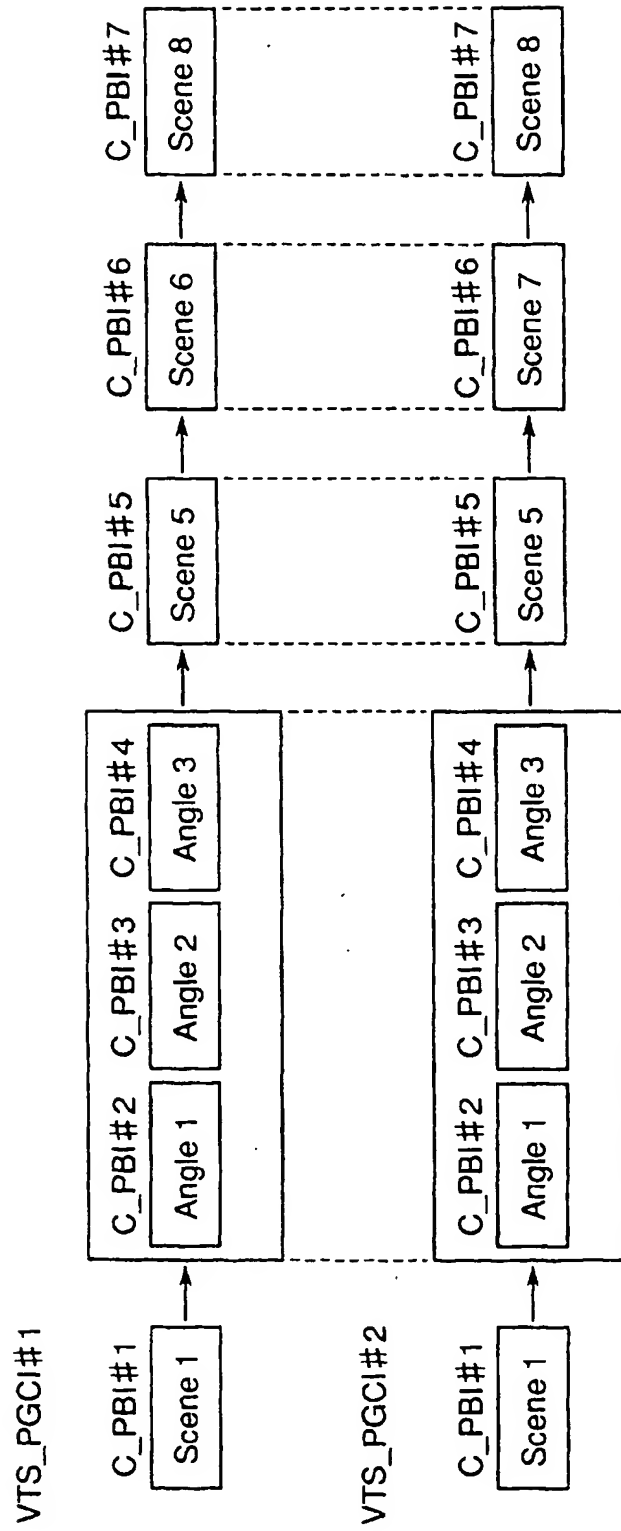 VTS_PGCI#1
C_PBI#1 C_PBI#2 C_PBI#3 C_PBI#4 C_PBI#5 C_PBI#6 C_PBI#7
Scene 1 Angle 1 Angle 2 Angle 3 Scene 5 Scene 6 Scene 8
VTS_PGCI#2
C_PBI#1 C_PBI#2 C_PBI#3 C_PBI#4 C_PBI#5 C_PBI#6 C_PBI#7
Scene 1 Angle 1 Angle 2 Angle 3 Scene 5 Scene 7 Scene 8